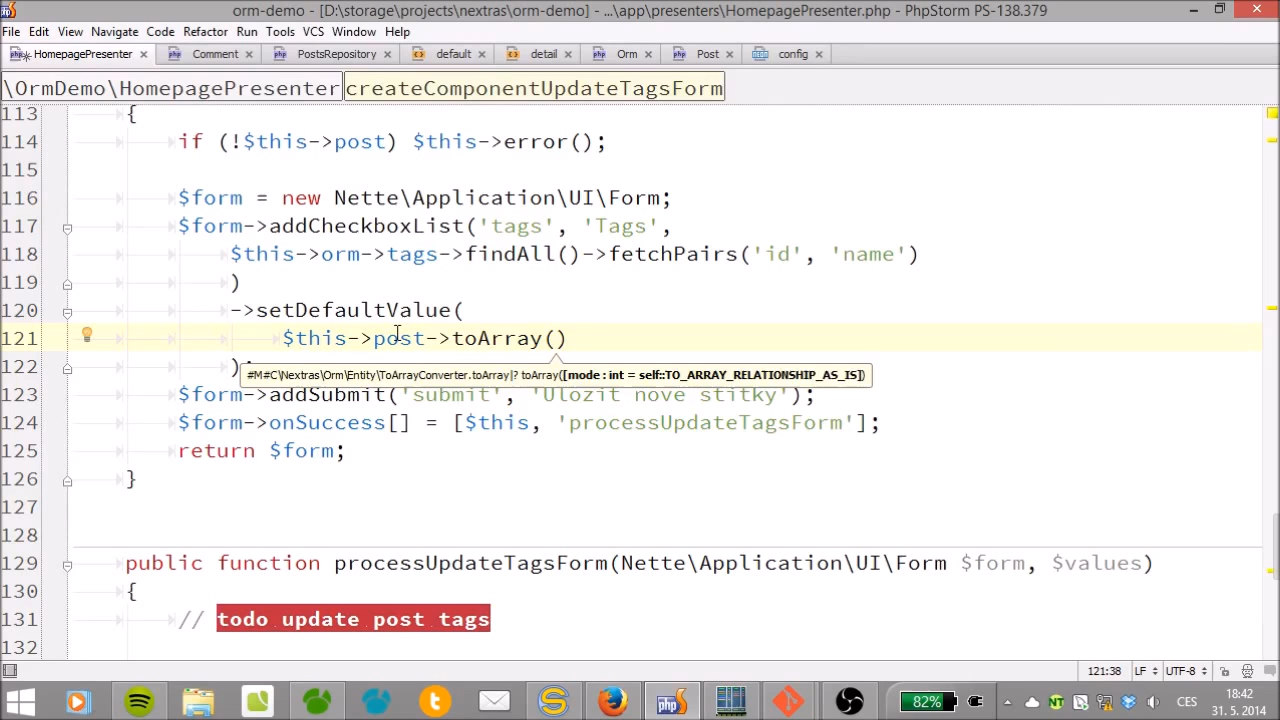 orm-demo - [D:\storage\projects\nextras\orm-demo] - ...\app\presenters\HomepagePresenter.php - PhpStorm PS-138.379
File Edit View Navigate Code Refactor Run Tools VCS Window Help
HomepagePresenter Comment PostsRepository default detail Orm Post config
\OrmDemo\HomepagePresenter createComponentUpdateTagsForm
113 {
114 if (!$this->post) $this->error();
115
116 $form = new Nette\Application\UI\Form;
117 $form->addCheckboxList('tags', 'Tags',
118 $this->orm->tags->findAll()->fetchPairs('id', 'name')
119 )
120 ->setDefaultValue(
121 $this->post->toArray()
#M#C\Nextras\Orm\Entity\ToArrayConverter.toArray|? toArray([mode : int = self::TO_ARRAY_RELATIONSHIP_AS_IS])
122 );
123 $form->addSubmit('submit', 'Ulozit nove stitky');
124 $form->onSuccess[] = [$this, 'processUpdateTagsForm'];
125 return $form;
126 }
127
128
129 public function processUpdateTagsForm(Nette\Application\UI\Form $form, $values)
130 {
131 // todo update post tags
132
121:38 LF UTF-8
82% CES 18:42
31. 5. 2014